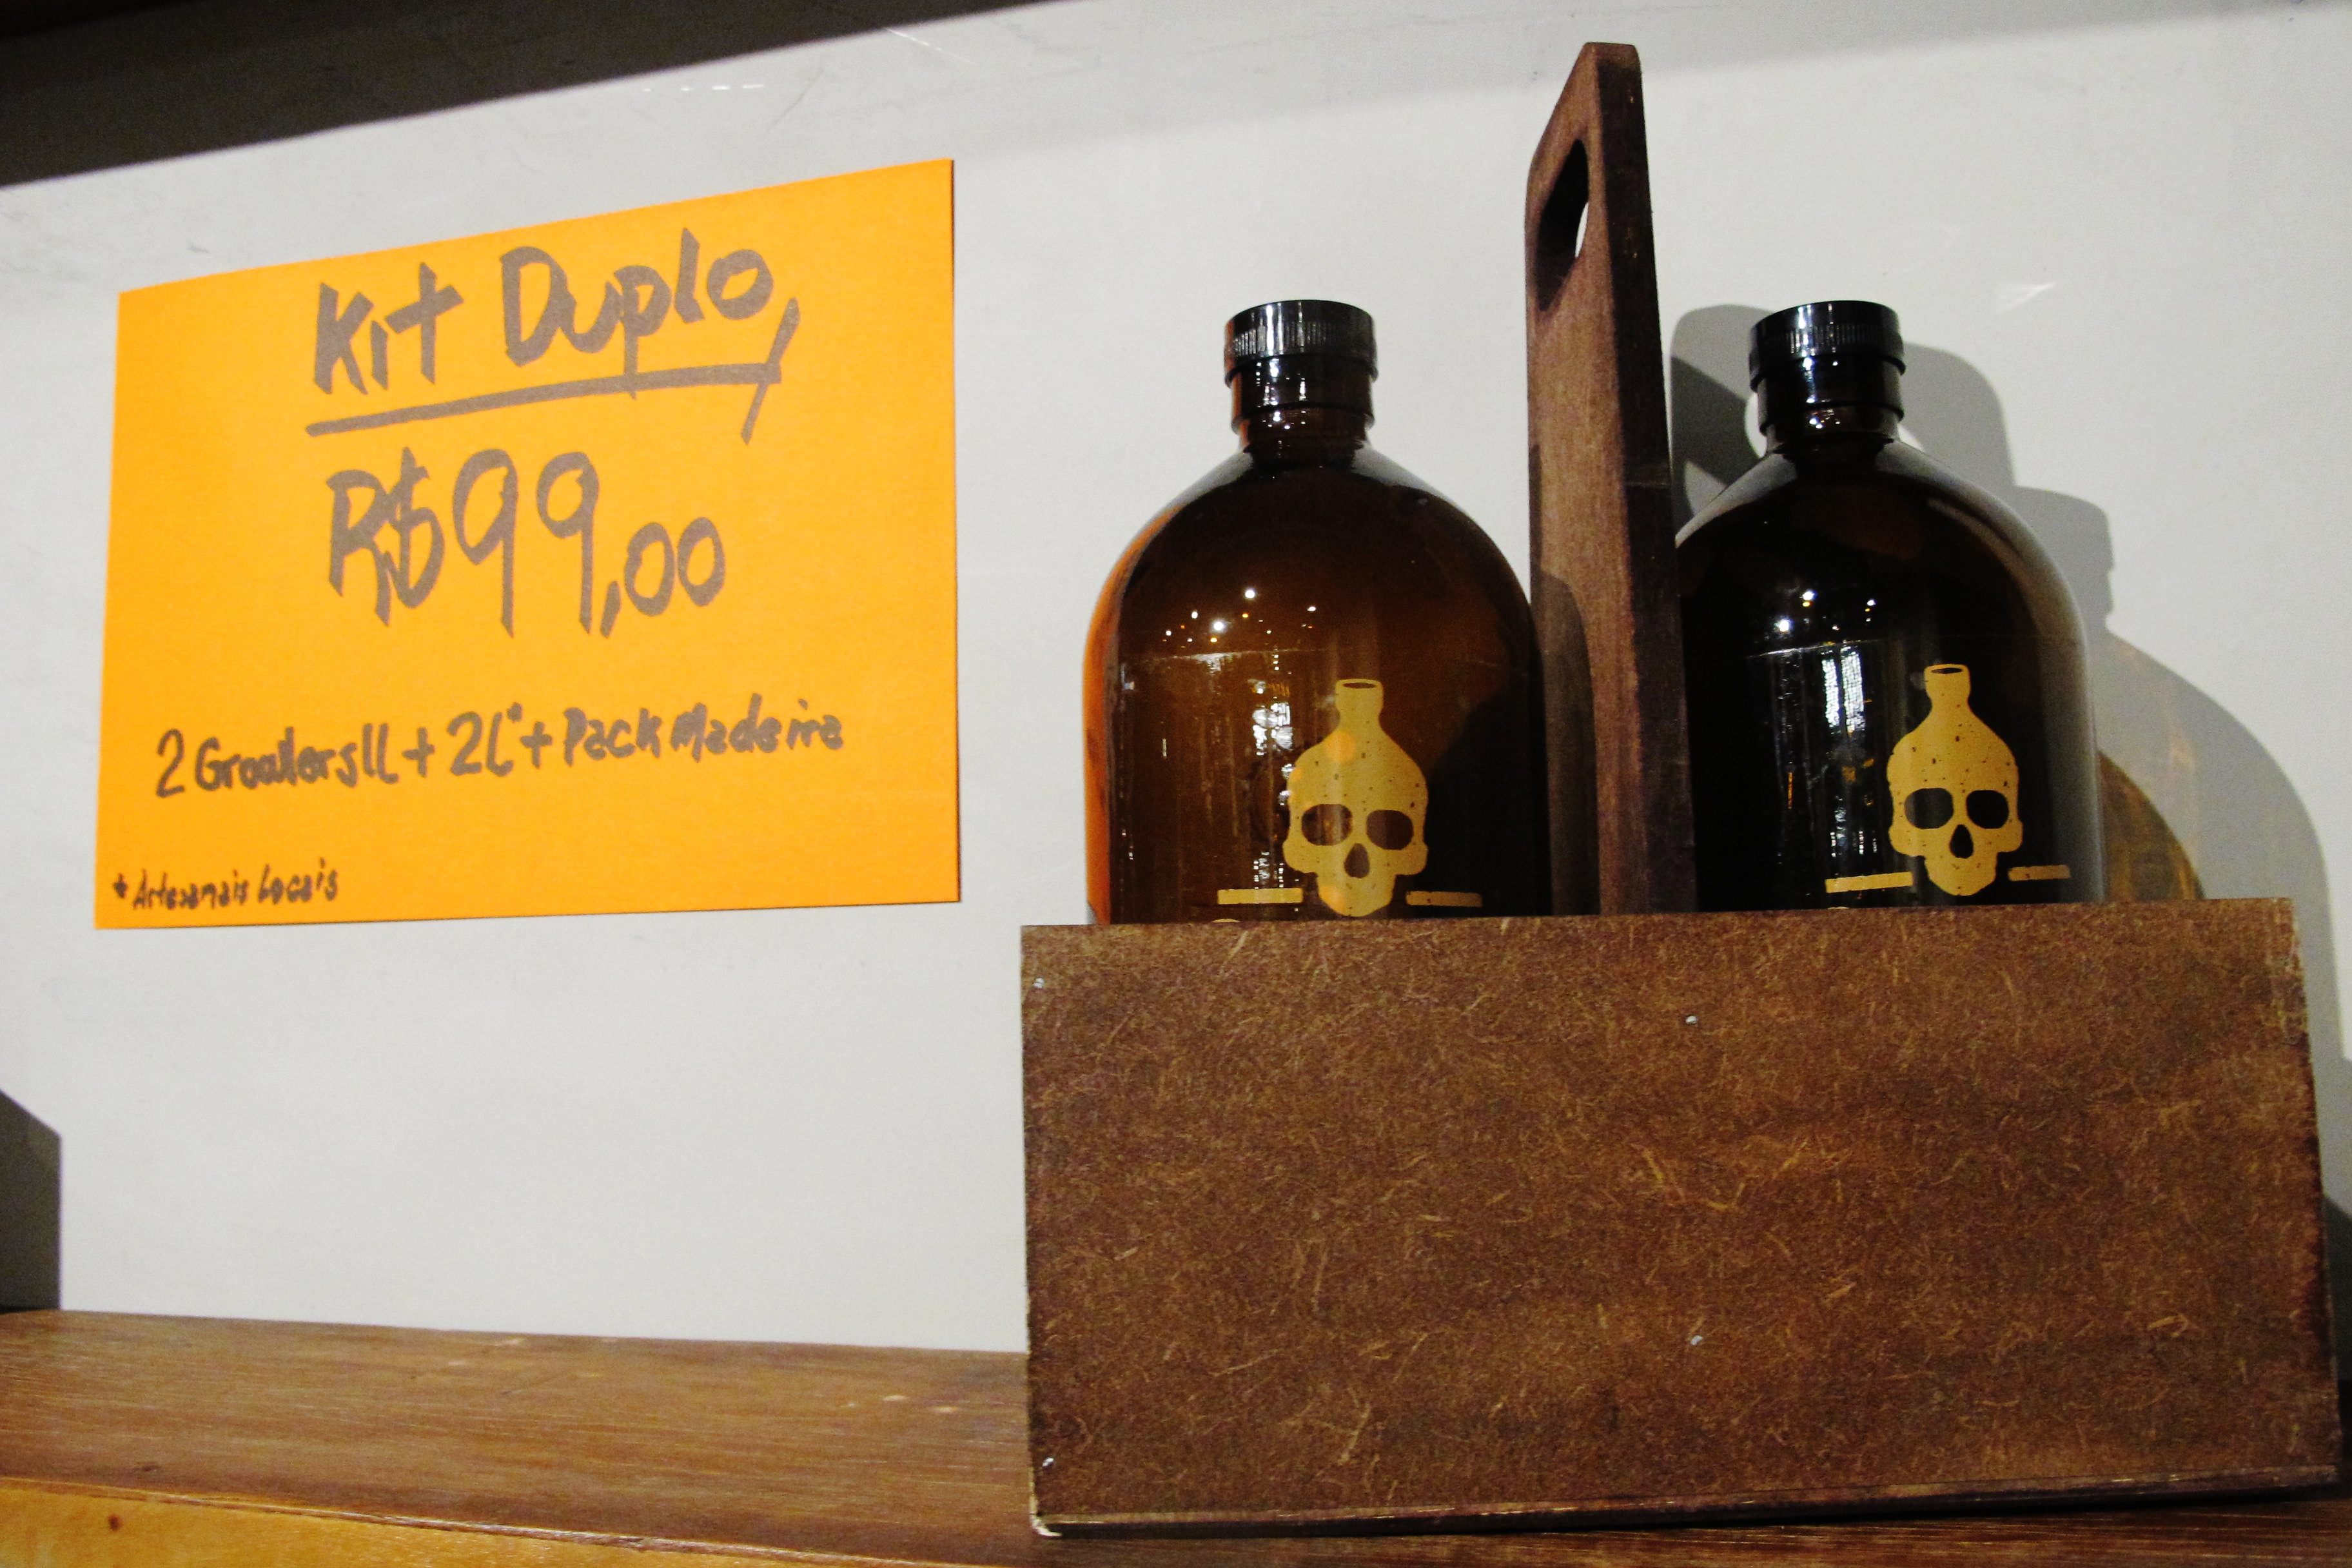 Kit Duplo,
R$99,00
2 Growlers 1L + 2L* + Pack Madeira
* Artesanais Locais